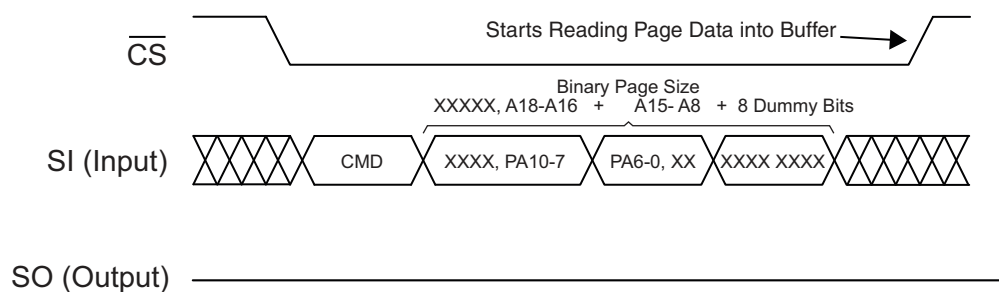 Starts Reading Page Data into Buffer
CS
Binary Page Size
XXXXX, A18-A16 + A15- A8 + 8 Dummy Bits
SI (Input) CMD XXXX, PA10-7 PA6-0, XX XXXX XXXX
SO (Output)